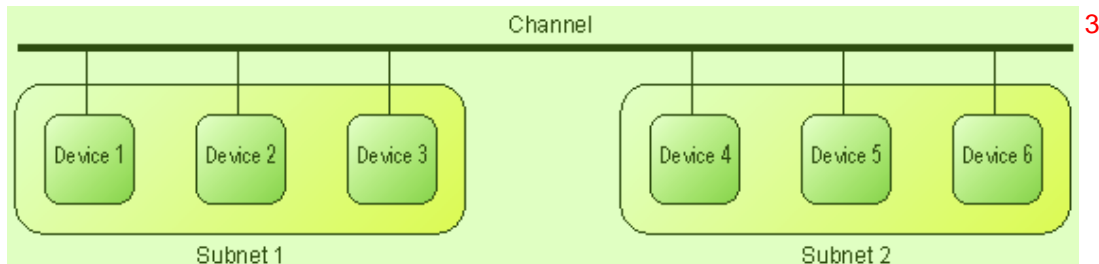 Channel
3
Device 1 Device 2 Device 3 Device 4 Device 5 Device 6
Subnet 1 Subnet 2